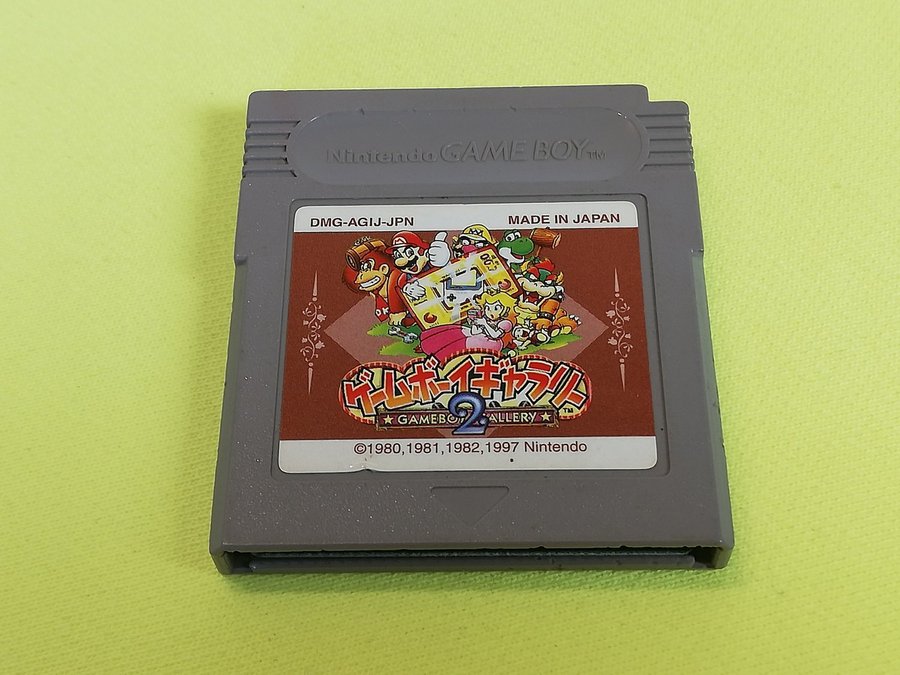 Nintendo GAME BOY TM
DMG-AGIJ-JPN MADE IN JAPAN
ゲームボーイギャラリー TM
2
★ GAMEBOY GALLERY ★
©1980,1981,1982,1997 Nintendo